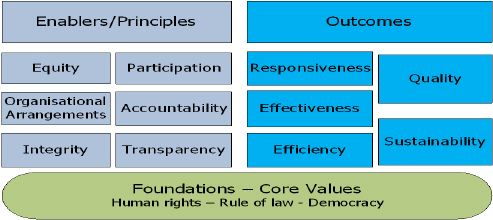 Enablers/Principles
Outcomes
Equity
Participation
Responsiveness
Quality
Organisational
Arrangements
Accountability
Effectiveness
Integrity
Transparency
Efficiency
Sustainability
Foundations – Core Values
Human rights – Rule of law - Democracy